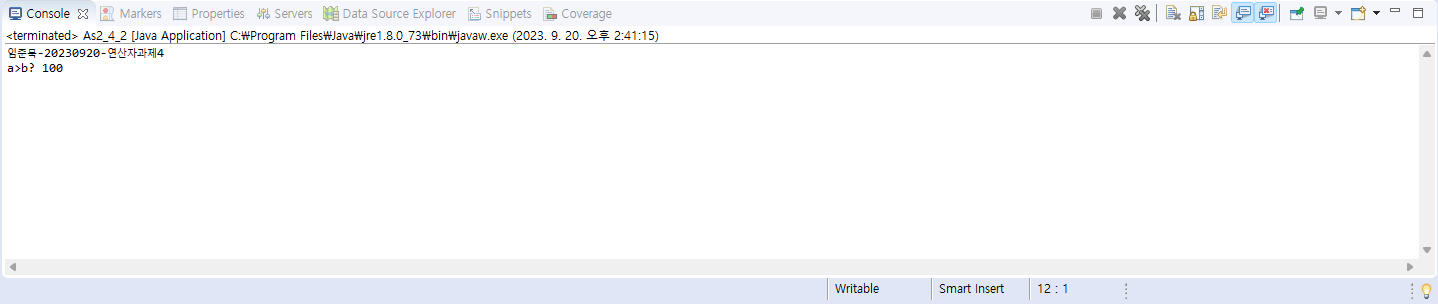 Console Markers Properties Servers Data Source Explorer Snippets Coverage
<terminated> As2_4_2 [Java Application] C:₩Program Files₩Java₩jre1.8.0_73₩bin₩javaw.exe (2023. 9. 20. 오후 2:41:15)
임준묵-20230920-연산자과제4
a>b? 100
Writable Smart Insert 12 : 1